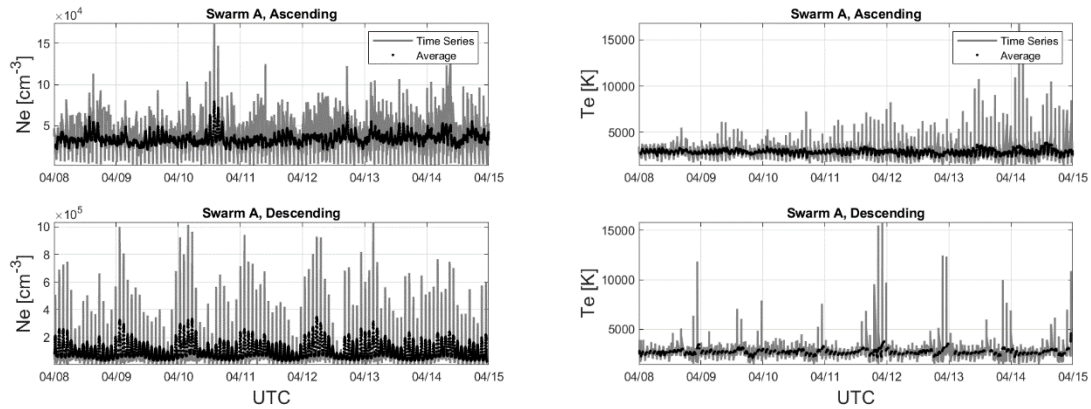 Swarm A, Ascending
×10⁴
15
10
5
Ne [cm⁻³]
Time Series
Average
04/08 04/09 04/10 04/11 04/12 04/13 04/14 04/15
Swarm A, Ascending
15000
10000
5000
Te [K]
Time Series
Average
04/08 04/09 04/10 04/11 04/12 04/13 04/14 04/15
Swarm A, Descending
×10⁵
10
8
6
4
2
Ne [cm⁻³]
04/08 04/09 04/10 04/11 04/12 04/13 04/14 04/15
UTC
Swarm A, Descending
15000
10000
5000
Te [K]
04/08 04/09 04/10 04/11 04/12 04/13 04/14 04/15
UTC